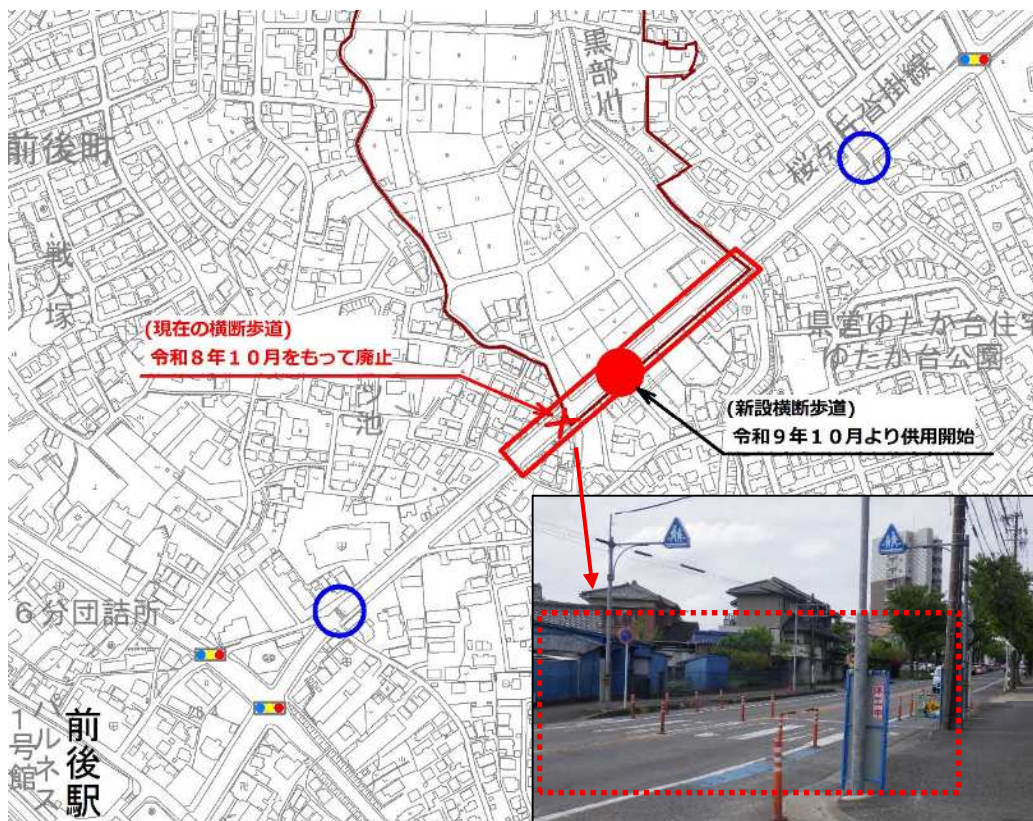 黒部川
桜ヶ丘沓掛線
前後町
戦人塚
(現在の横断歩道)
令和8年10月をもって廃止
県営ゆたか台住
ゆたか台公園
ツ池
(新設横断歩道)
令和9年10月より供用開始
6分団詰所
パルネス
1号館
前後駅